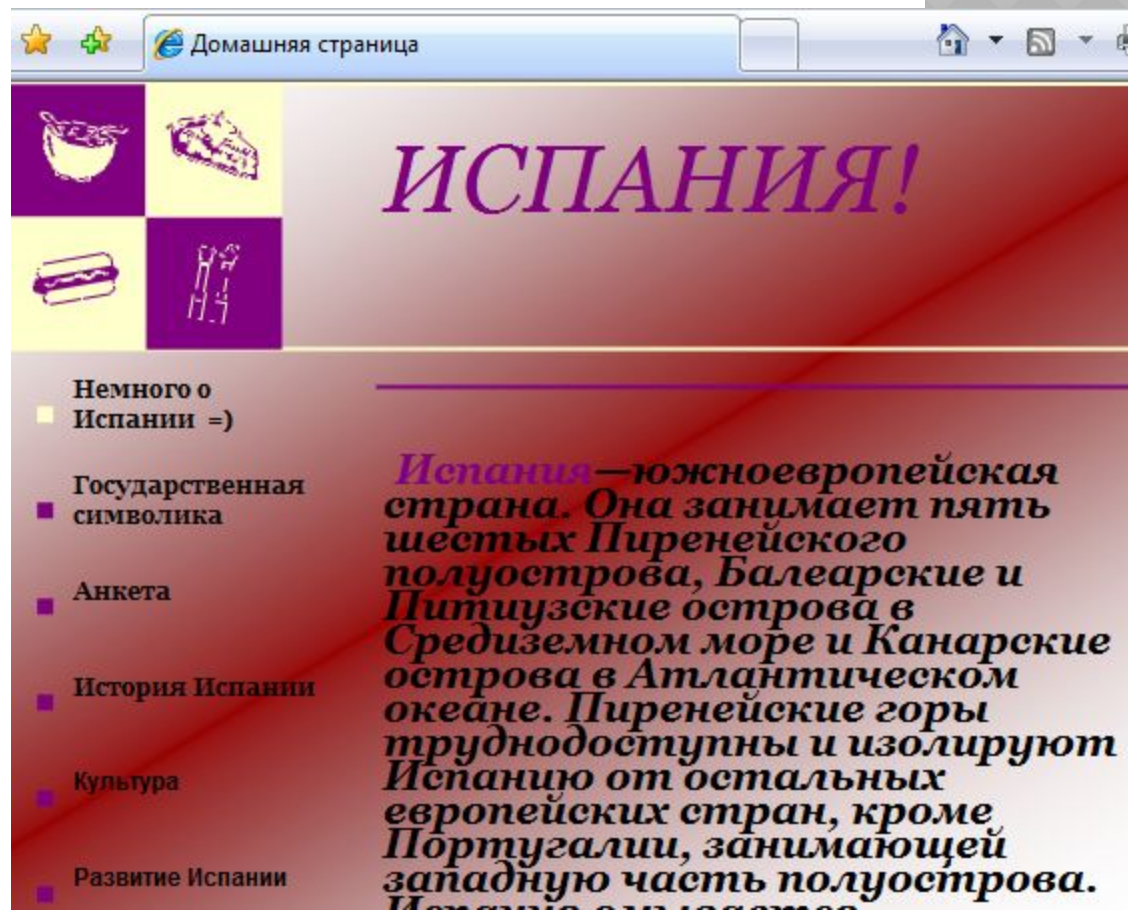 Домашняя страница
ИСПАНИЯ!
Немного о
Испании =)
Государственная
символика
Анкета
История Испании
Культура
Развитие Испании
Испания—южноевропейская
страна. Она занимает пять
шестых Пиренейского
полуострова, Балеарские и
Питиузские острова в
Средиземном море и Канарские
острова в Атлантическом
океане. Пиренейские горы
труднодоступны и изолируют
Испанию от остальных
европейских стран, кроме
Португалии, занимающей
западную часть полуострова.